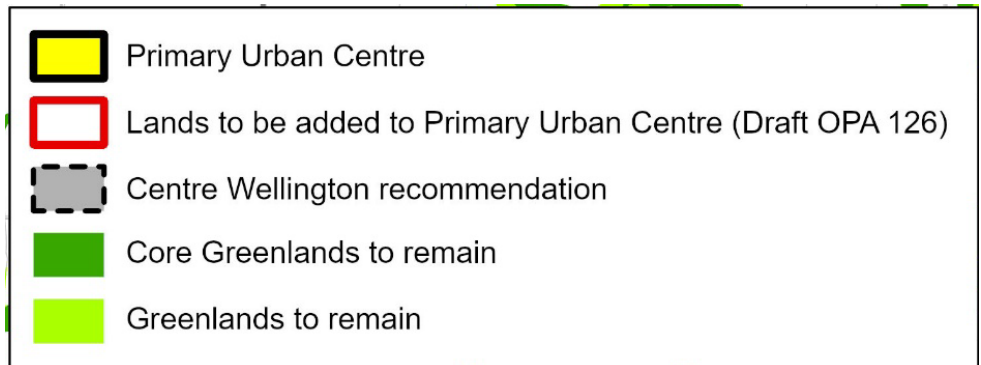 Primary Urban Centre
Lands to be added to Primary Urban Centre (Draft OPA 126)
Centre Wellington recommendation
Core Greenlands to remain
Greenlands to remain